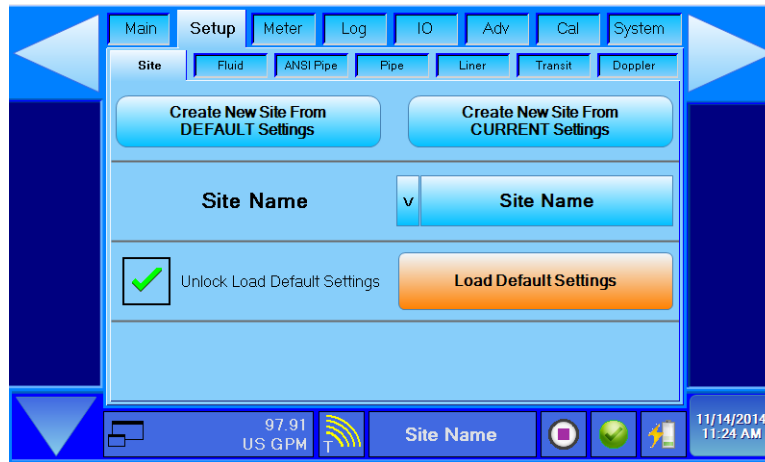 Main Setup Meter Log IO Adv Cal System
Site Fluid ANSI Pipe Pipe Liner Transit Doppler
Create New Site From
DEFAULT Settings
Create New Site From
CURRENT Settings
Site Name
v Site Name
Unlock Load Default Settings
Load Default Settings
97.91
US GPM
T
Site Name
11/14/2014
11:24 AM